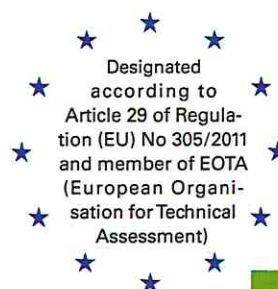 Designated
according to
Article 29 of Regula-
tion (EU) No 305/2011
and member of EOTA
(European Organi-
sation for Technical
Assessment)